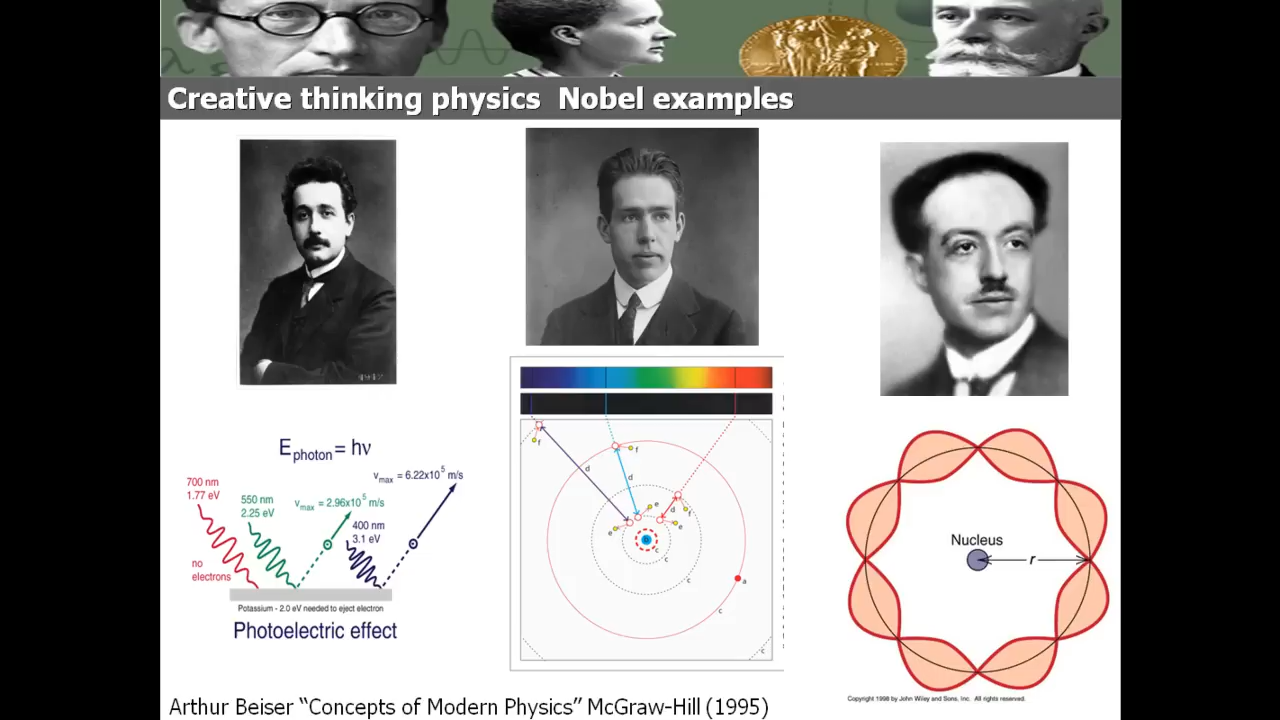 Creative thinking physics  Nobel examples
E photon = hν
700 nm
1.77 eV
550 nm
2.25 eV
v max = 2.96x10 5 m/s
v max = 6.22x10 5 m/s
400 nm
3.1 eV
no
electrons
Potassium - 2.0 eV needed to eject electron
Photoelectric effect
f
f
d
d
e
d
f
e
e
c
c
c
a
c
c
Nucleus
r
Copyright 1998 by John Wiley and Sons, Inc. All rights reserved.
Arthur Beiser “Concepts of Modern Physics” McGraw-Hill (1995)